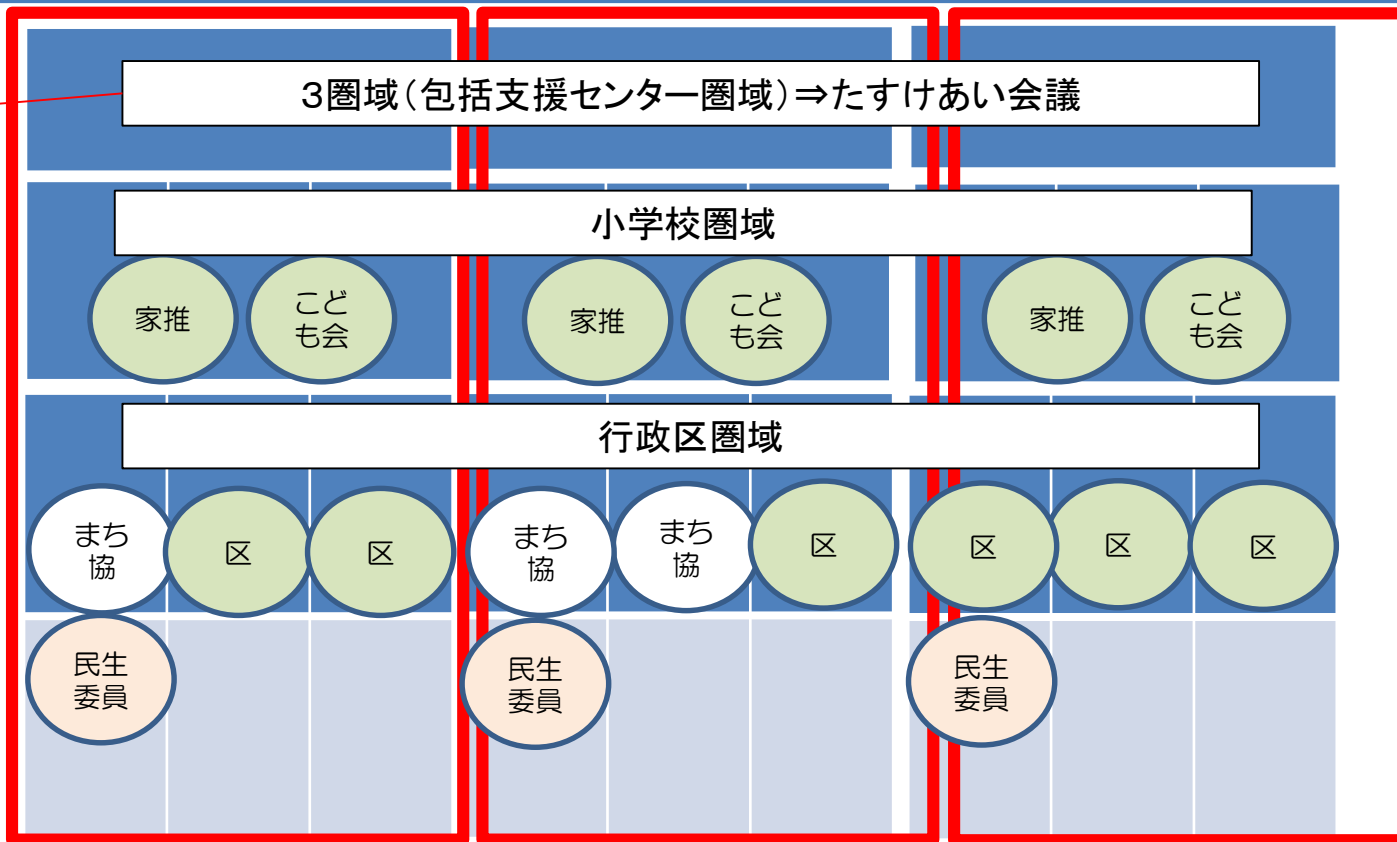 3圏域(包括支援センター圏域)⇒たすけあい会議
小学校圏域
家推
こど
も会
家推
こど
も会
家推
こど
も会
行政区圏域
まち
協
区
区
まち
協
まち
協
区
区
区
区
民生
委員
民生
委員
民生
委員